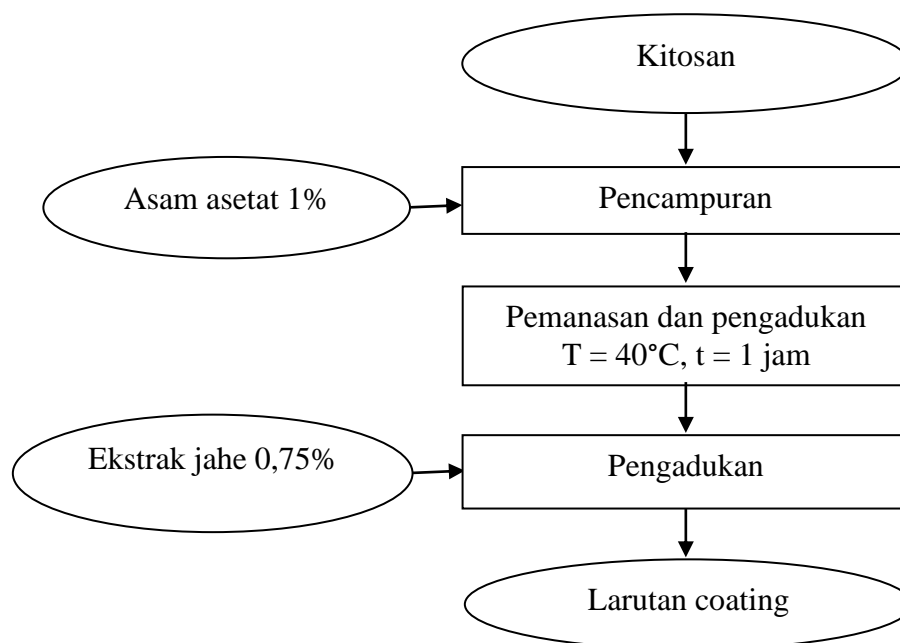 Kitosan
Asam asetat 1%
Pencampuran
Pemanasan dan pengadukan
T = 40°C, t = 1 jam
Ekstrak jahe 0,75%
Pengadukan
Larutan coating